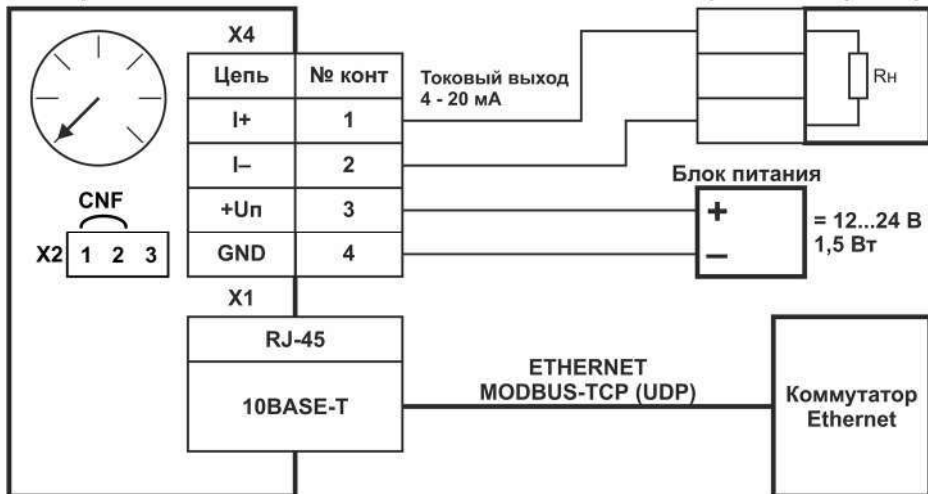 X4
Цепь
№ конт
I+
1
I–
2
+Uп
3
GND
4
Токовый выход
4 - 20 мА
Rн
Блок питания
+
–
= 12...24 В
1,5 Вт
CNF
X2
1 2 3
X1
RJ-45
10BASE-T
ETHERNET
MODBUS-TCP (UDP)
Коммутатор
Ethernet